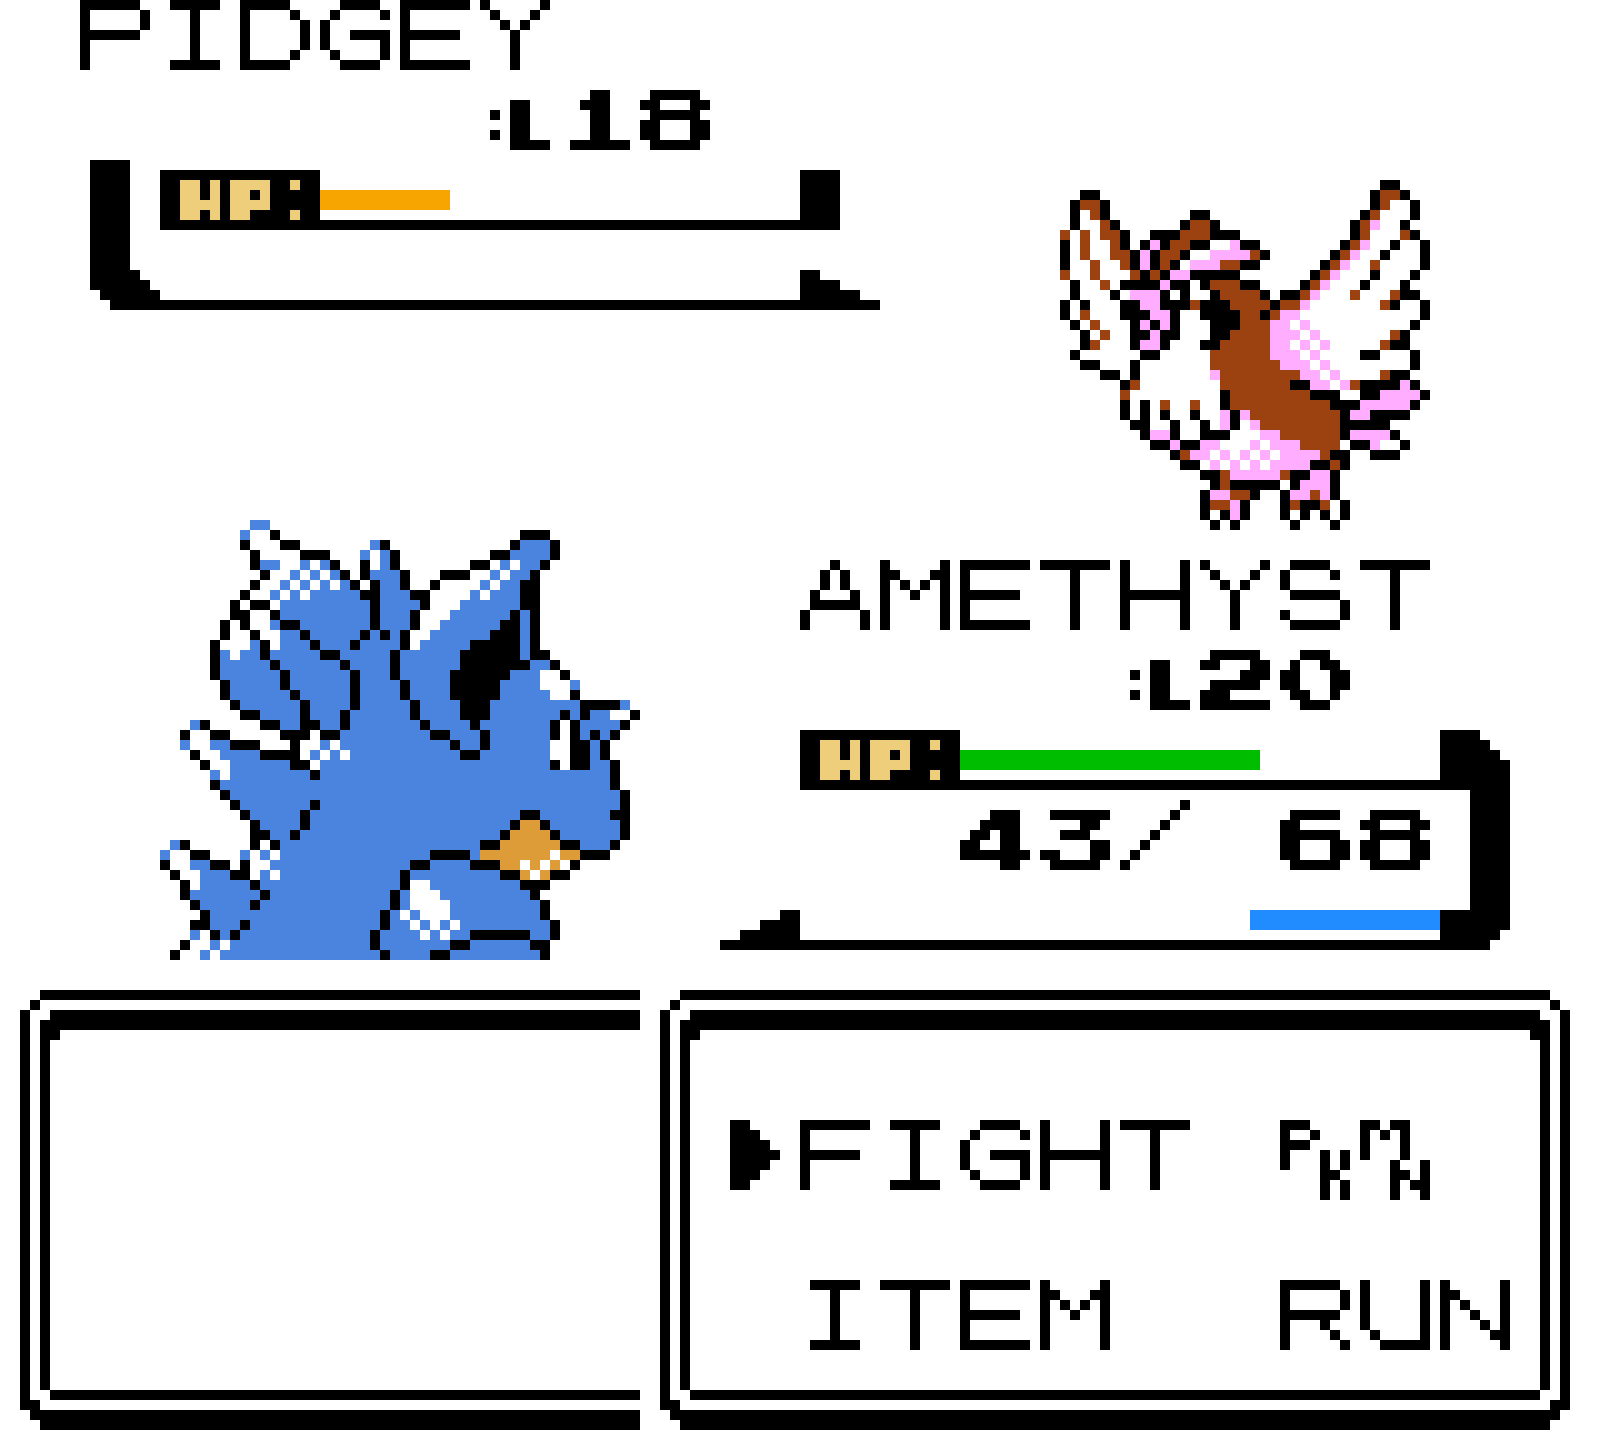 PIDGEY
:L18
HP:
AMETHYST
:L20
HP:
43/ 68
▶FIGHT PKMN
ITEM RUN